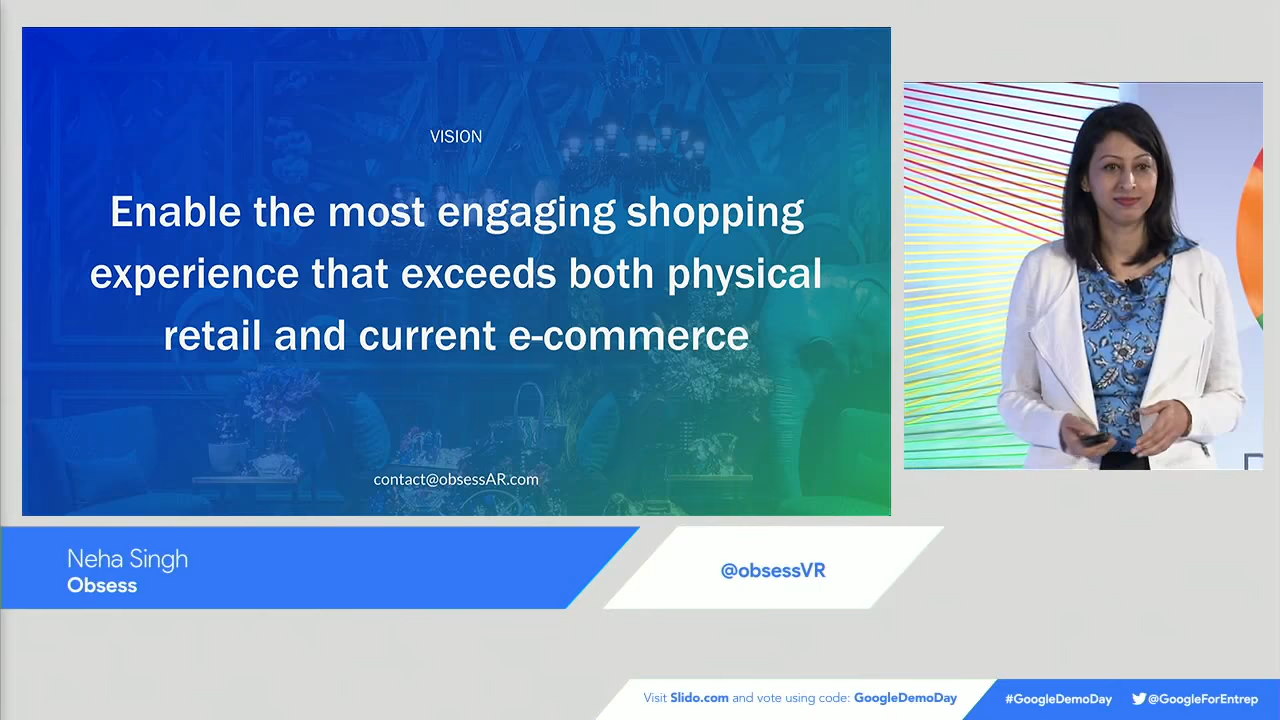 VISION
Enable the most engaging shopping
experience that exceeds both physical
retail and current e-commerce
contact@obsessAR.com
Neha Singh
Obsess
@obsessVR
Visit Slido.com and vote using code: GoogleDemoDay
#GoogleDemoDay
@GoogleForEntrep